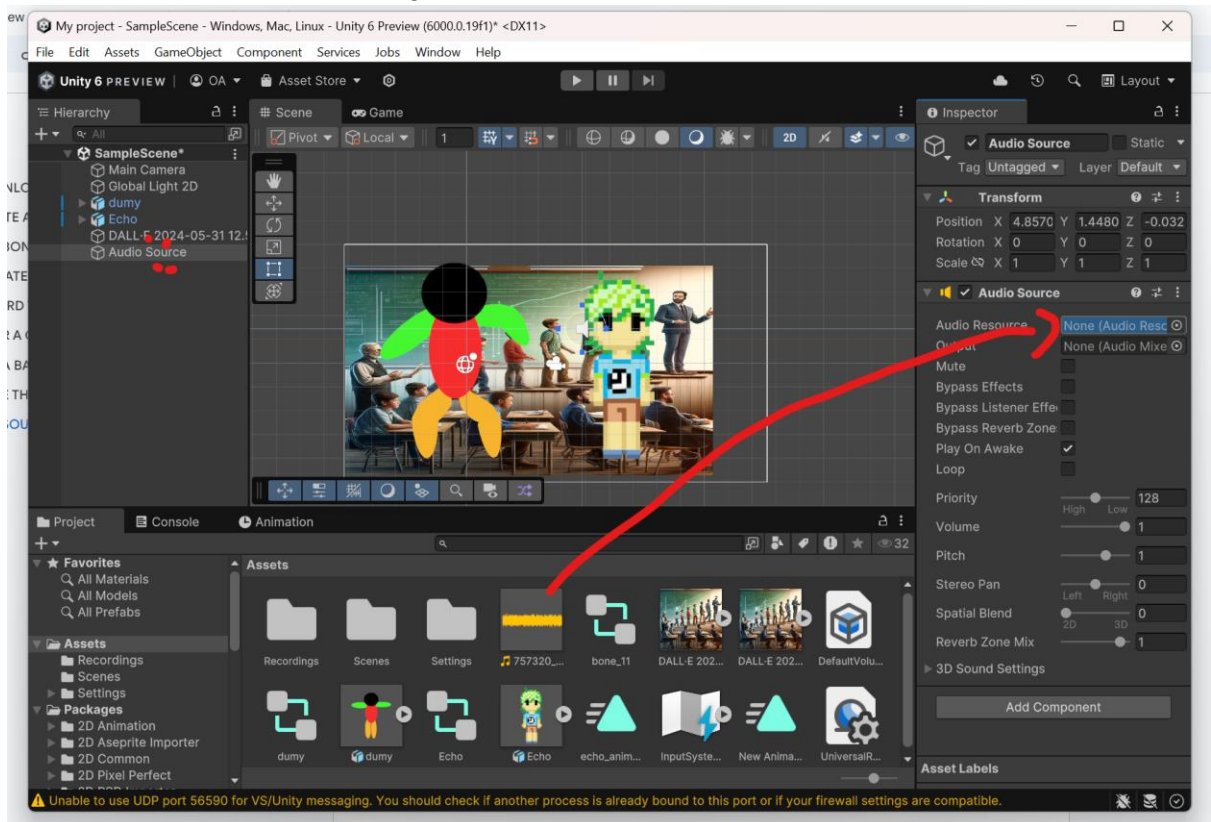 ew
My project - SampleScene - Windows, Mac, Linux - Unity 6 Preview (6000.0.19f1)* <DX11>
File Edit Assets GameObject Component Services Jobs Window Help
Unity 6 PREVIEW OA Asset Store Layout
Hierarchy Scene Game Inspector
All Pivot Local 1 2D
Audio Source Static
Tag Untagged Layer Default
SampleScene*
Main Camera
Global Light 2D
dumy
Echo
DALL·E 2024-05-31 12.
Audio Source
NLO
TE A
BON
ATE
RD
R A
A BA
E TH
SOU
Transform
Position X 4.8570 Y 1.4480 Z -0.032
Rotation X 0 Y 0 Z 0
Scale X 1 Y 1 Z 1
Audio Source
Audio Resource None (Audio Resc
Output None (Audio Mixe
Mute
Bypass Effects
Bypass Listener Effe
Bypass Reverb Zone
Play On Awake
Loop
Priority 128
High Low
Volume 1
Pitch 1
Stereo Pan 0
Left Right
Spatial Blend 0
2D 3D
Reverb Zone Mix 1
3D Sound Settings
Add Component
Asset Labels
Project Console Animation
32
Favorites
All Materials
All Models
All Prefabs
Assets
Recordings
Scenes
Settings
Packages
2D Animation
2D Aseprite Importer
2D Common
2D Pixel Perfect
Assets
Recordings Scenes Settings 757320_... bone_11 DALL·E 202... DALL·E 202... DefaultVolu...
dumy dumy Echo Echo echo_anim... InputSyste... New Anima... UniversalR...
Unable to use UDP port 56590 for VS/Unity messaging. You should check if another process is already bound to this port or if your firewall settings are compatible.